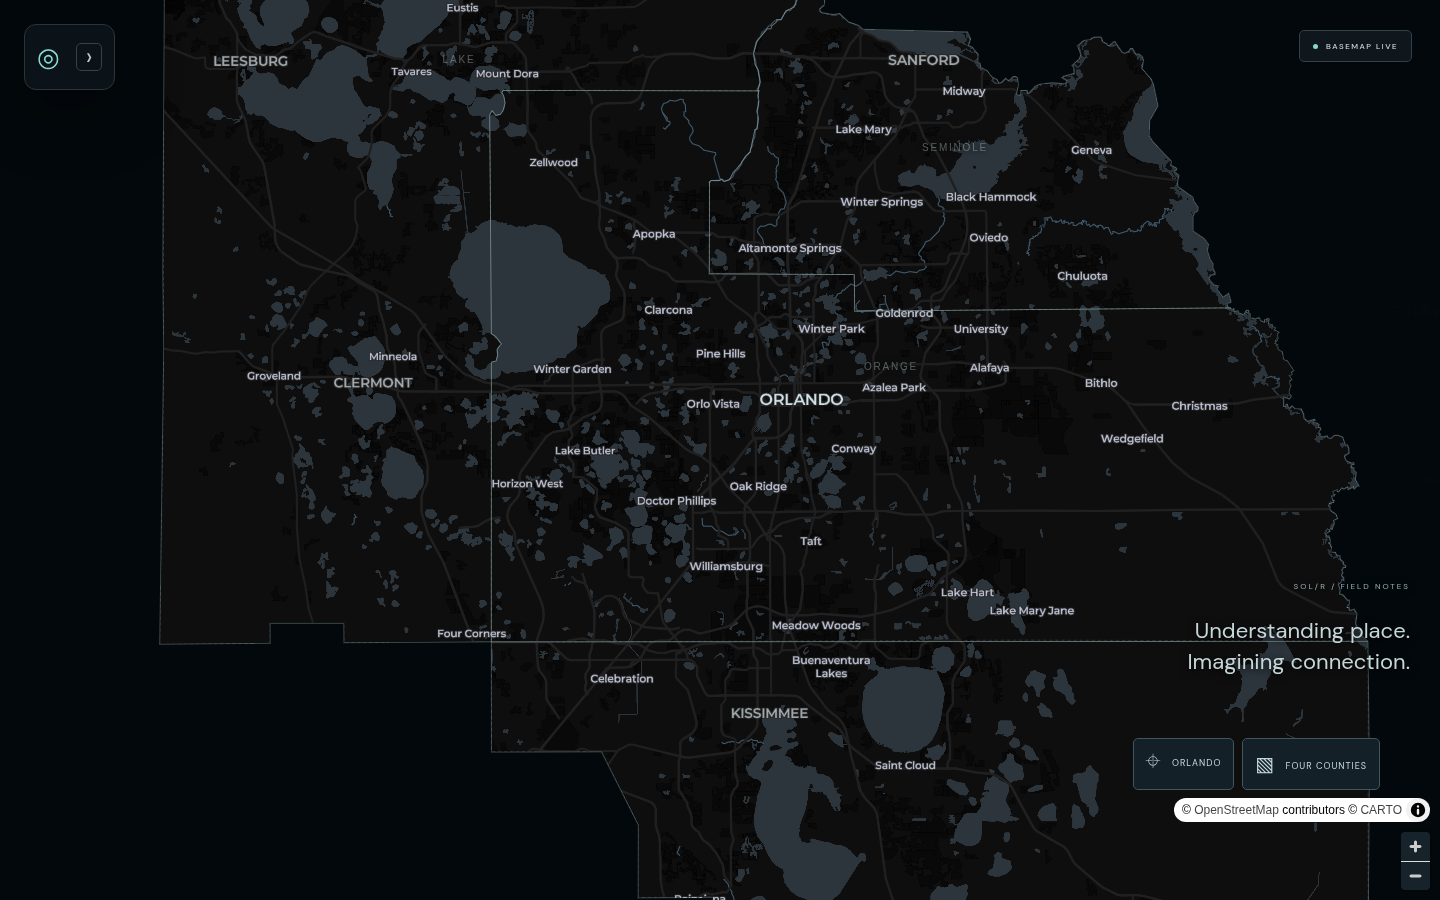 Eustis
LEESBURG
LAKE
Tavares
Mount Dora
SANFORD
BASEMAP LIVE
Midway
Lake Mary
SEMINOLE
Geneva
Zellwood
Black Hammock
Winter Springs
Apopka
Oviedo
Altamonte Springs
Chuluota
Clarcona
Goldenrod
Winter Park
University
Minneola
Pine Hills
ORANGE
Groveland
Winter Garden
Alafaya
CLERMONT
Azalea Park
Bithlo
Orlo Vista
ORLANDO
Christmas
Wedgefield
Lake Butler
Conway
Horizon West
Oak Ridge
Doctor Phillips
Taft
Williamsburg
SOL/R / FIELD NOTES
Lake Hart
Lake Mary Jane
Four Corners
Meadow Woods
Understanding place.
Imagining connection.
Buenaventura
Lakes
Celebration
KISSIMMEE
Saint Cloud
ORLANDO
FOUR COUNTIES
© OpenStreetMap contributors © CARTO